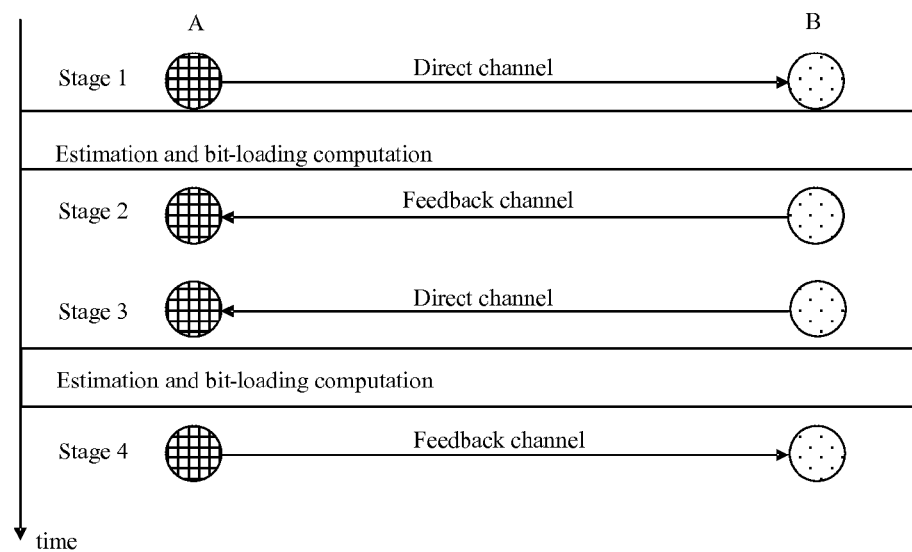 A
B
Stage 1
Direct channel
Estimation and bit-loading computation
Stage 2
Feedback channel
Stage 3
Direct channel
Estimation and bit-loading computation
Stage 4
Feedback channel
time